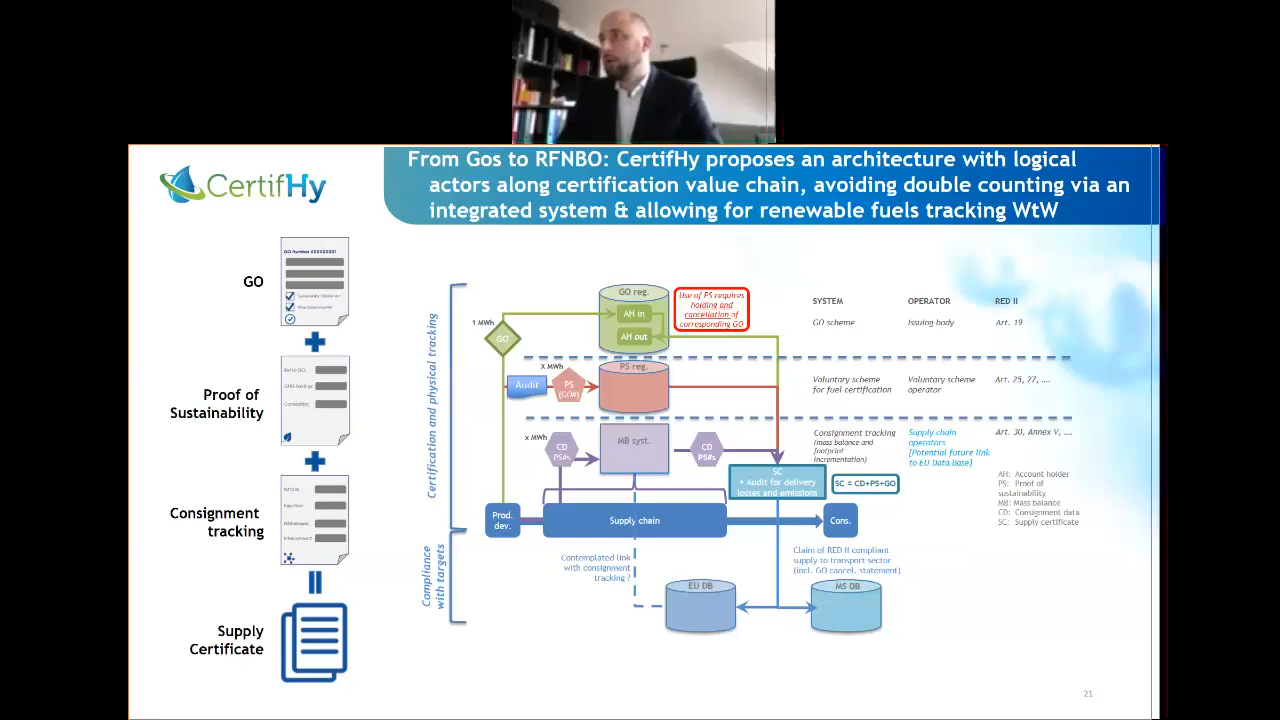 CertifHy
From Gos to RFNBO: CertifHy proposes an architecture with logical
actors along certification value chain, avoiding double counting via an
integrated system & allowing for renewable fuels tracking WtW
GO
GO Number XXXXXXX01
Proof of
Sustainability
Consignment
tracking
Supply
Certificate
Certification and physical tracking
Compliance
with targets
1 MWh
GO
GO reg.
AH in
AH out
Use of PS requires
holding and
cancellation of
corresponding GO
X MWh
Audit
PS
(GO#)
PS reg.
x MWh
CD
PS#s
MB syst.
CD
PS#s
SC
+ Audit for delivery
losses and emissions
SC = CD+PS+GO
Prod.
dev.
Supply chain
Cons.
Contemplated link
with consignment
tracking ?
Claim of RED II compliant
supply to transport sector
(incl. GO cancel. statement)
EU DB
MS DB
SYSTEM
OPERATOR
RED II
GO scheme
Issuing body
Art. 19
Voluntary scheme
for fuel certification
Voluntary scheme
operator
Art. 25, 27, ....
Consignment tracking
(mass balance and
footprint
incrementation)
Supply chain
operators
[Potential future link
to EU Data Base]
Art. 30, Annex V, ....
AH: Account holder
PS: Proof of
sustainability
MB: Mass balance
CD: Consignment data
SC: Supply certificate
21